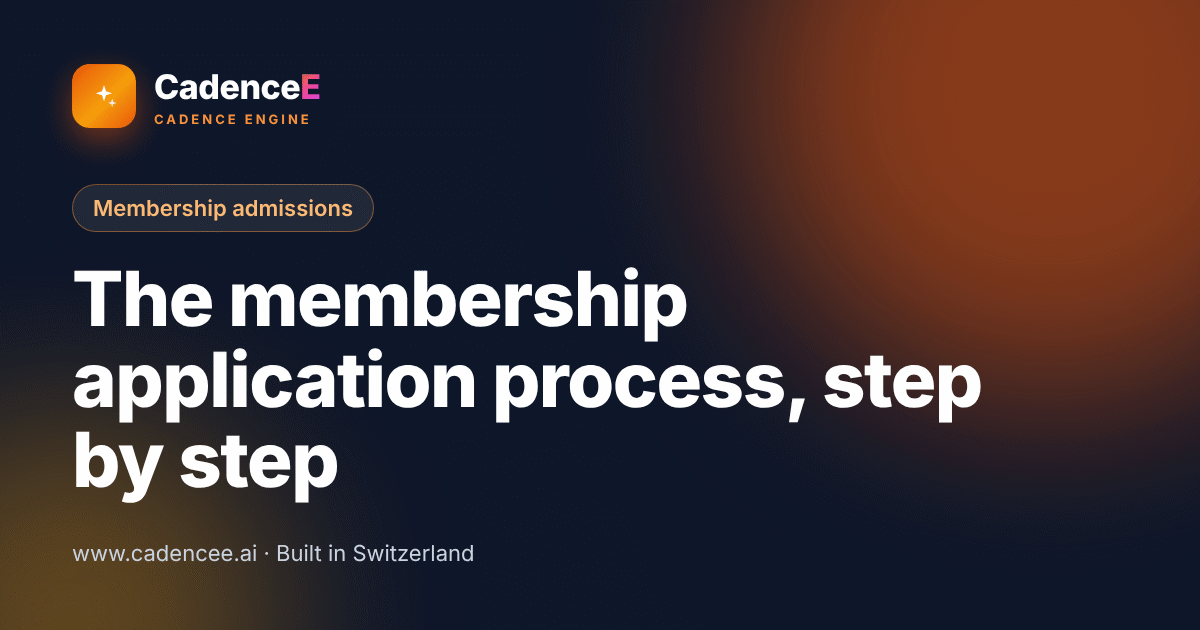 CadenceE
CADENCE ENGINE
Membership admissions
The membership
application process, step
by step
www.cadencee.ai · Built in Switzerland